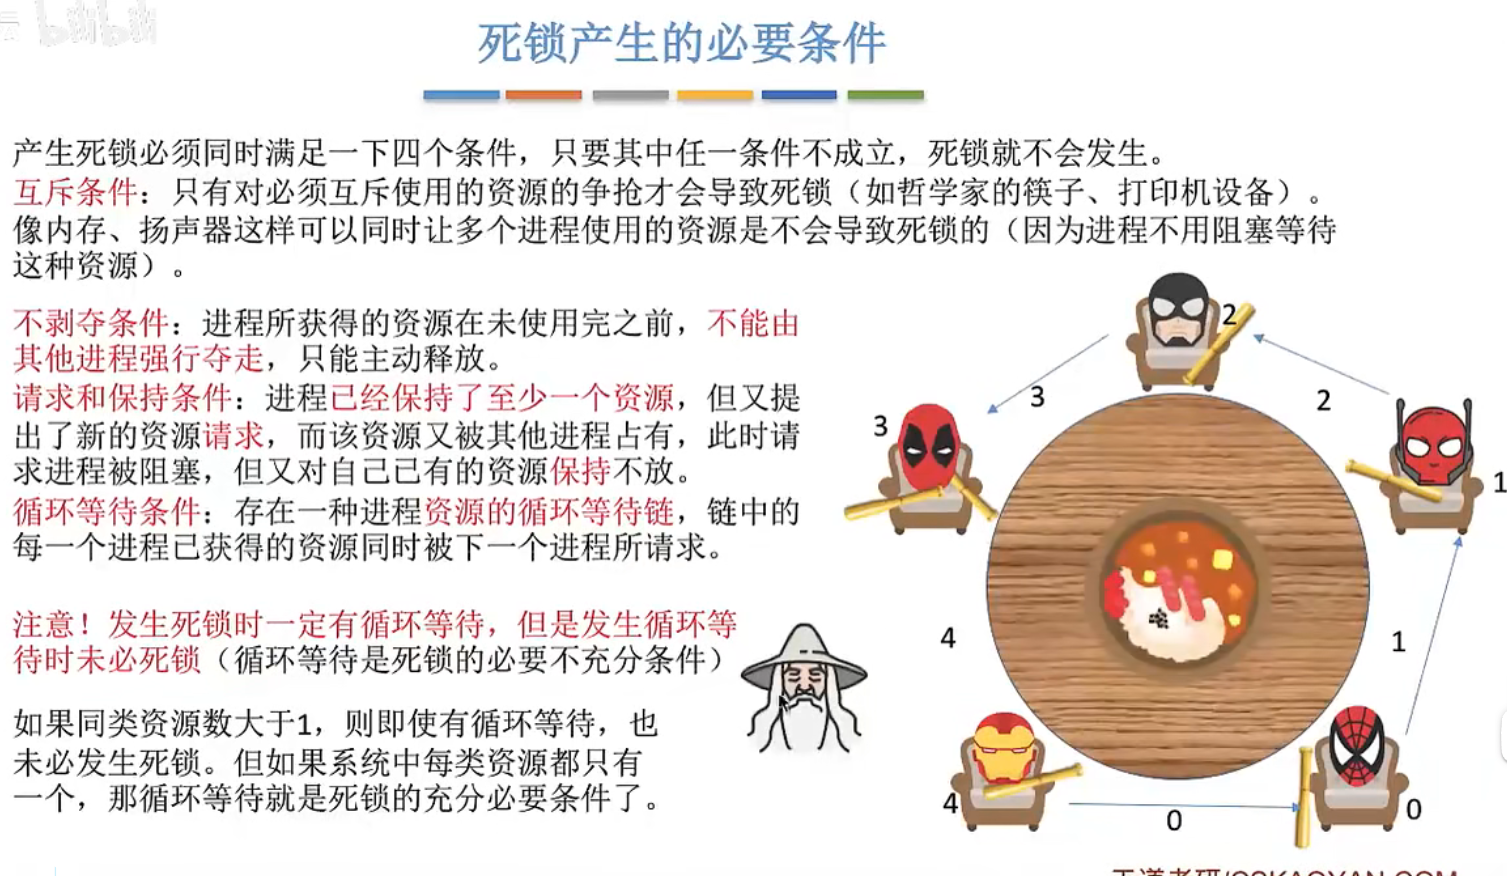 死锁产生的必要条件
产生死锁必须同时满足一下四个条件，只要其中任一条件不成立，死锁就不会发生。
互斥条件：只有对必须互斥使用的资源的争抢才会导致死锁（如哲学家的筷子、打印机设备）。
像内存、扬声器这样可以同时让多个进程使用的资源是不会导致死锁的（因为进程不用阻塞等待
这种资源）。
不剥夺条件：进程所获得的资源在未使用完之前，不能由
其他进程强行夺走，只能主动释放。
请求和保持条件：进程已经保持了至少一个资源，但又提
出了新的资源请求，而该资源又被其他进程占有，此时请
求进程被阻塞，但又对自己已有的资源保持不放。
循环等待条件：存在一种进程资源的循环等待链，链中的
每一个进程已获得的资源同时被下一个进程所请求。
注意！发生死锁时一定有循环等待，但是发生循环等
待时未必死锁（循环等待是死锁的必要不充分条件）
如果同类资源数大于1，则即使有循环等待，也
未必发生死锁。但如果系统中每类资源都只有
一个，那循环等待就是死锁的充分必要条件了。
2
3
2
3
1
4
1
4
0
0